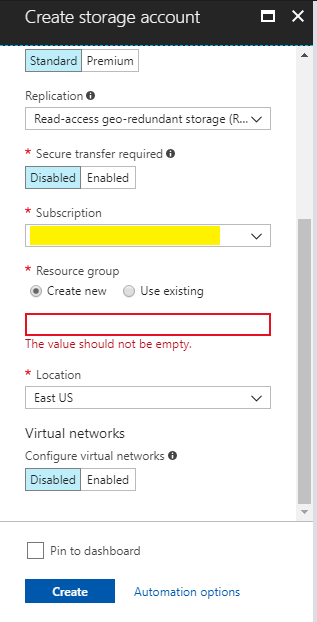 Create storage account
Standard Premium
Replication
Read-access geo-redundant storage (R...
* Secure transfer required
Disabled Enabled
* Subscription
* Resource group
Create new Use existing
The value should not be empty.
* Location
East US
Virtual networks
Configure virtual networks
Disabled Enabled
Pin to dashboard
Create Automation options